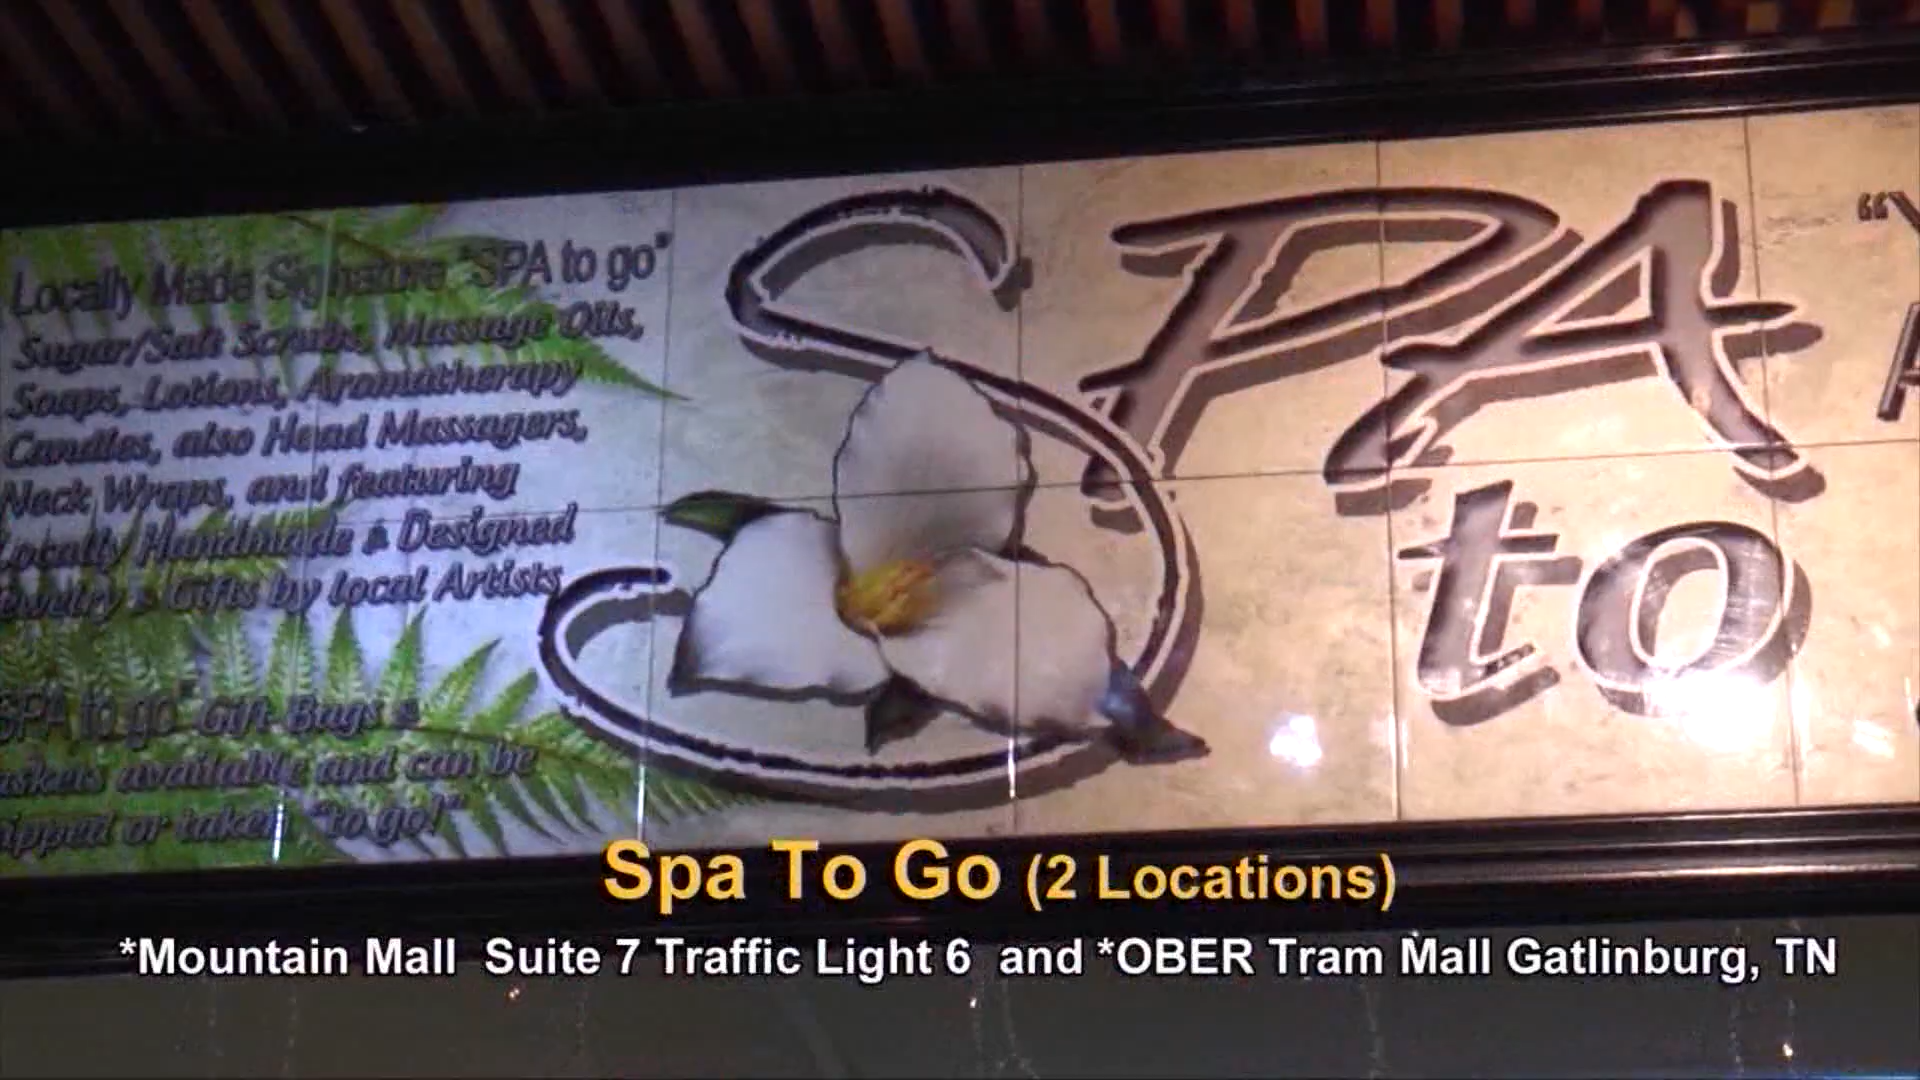 Locally Made Signature "SPA to go"
Sugar/Salt Scrubs, Massage Oils,
Soaps, Lotions, Aromatherapy
Candles, also Head Massagers,
Neck Wraps, and featuring
Locally Handmade & Designed
by local Artists
SPA to go" Gift Bags &
available and can be
or taken "to go!"
SPA
to
Spa To Go (2 Locations)
*Mountain Mall Suite 7 Traffic Light 6 and *OBER Tram Mall Gatlinburg, TN